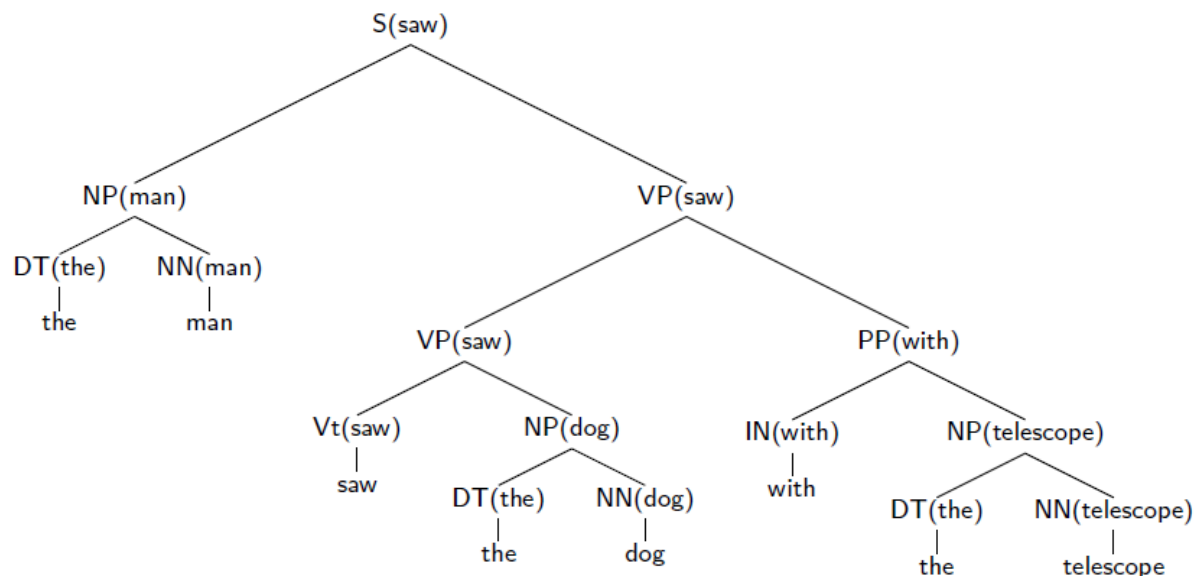 S(saw)
NP(man) VP(saw)
DT(the) NN(man)
the man
VP(saw) PP(with)
Vt(saw) NP(dog) IN(with) NP(telescope)
saw with
DT(the) NN(dog) DT(the) NN(telescope)
the dog the telescope